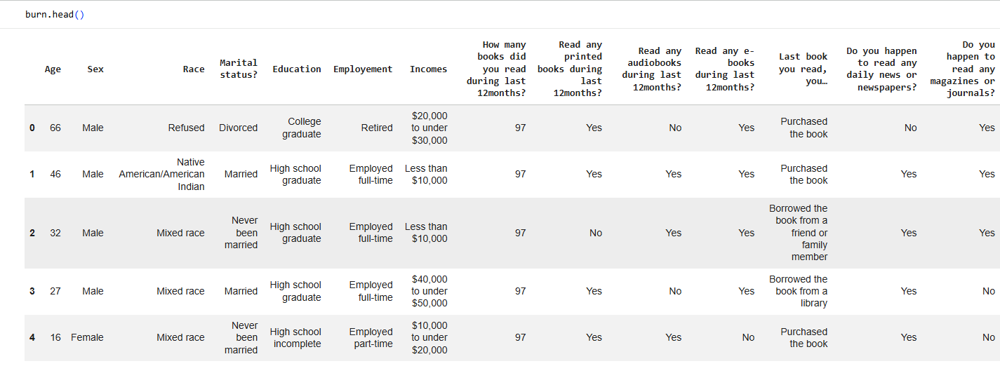 burn.head()
Age Sex Race Marital status? Education Employement Incomes How many books did you read during last 12months? Read any printed books during last 12months? Read any audiobooks during last 12months? Read any e-books during last 12months? Last book you read, you… Do you happen to read any daily news or newspapers? Do you happen to read any magazines or journals?
0 66 Male Refused Divorced College graduate Retired $20,000 to under $30,000 97 Yes No Yes Purchased the book No Yes
1 46 Male Native American/American Indian Married High school graduate Employed full-time Less than $10,000 97 Yes Yes Yes Purchased the book Yes Yes
2 32 Male Mixed race Never been married High school graduate Employed full-time Less than $10,000 97 No Yes Yes Borrowed the book from a friend or family member Yes Yes
3 27 Male Mixed race Married High school graduate Employed full-time $40,000 to under $50,000 97 Yes No Yes Borrowed the book from a library Yes No
4 16 Female Mixed race Never been married High school incomplete Employed part-time $10,000 to under $20,000 97 Yes Yes No Purchased the book Yes No